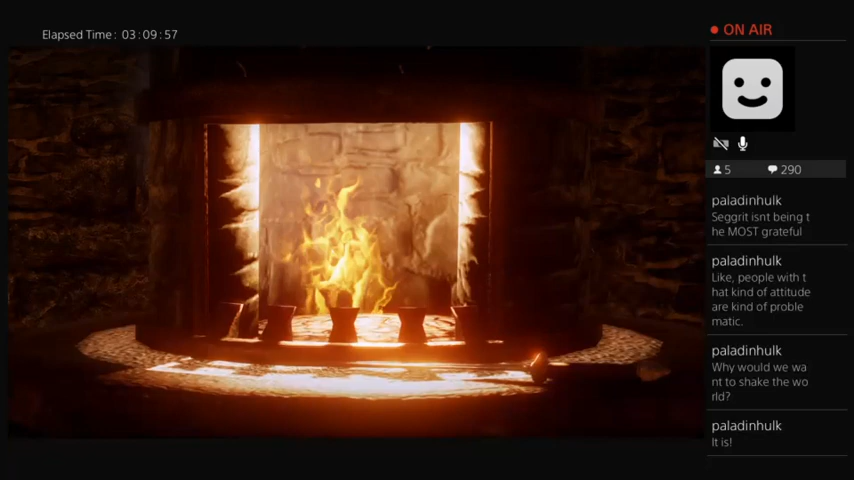 Elapsed Time: 03:09:57
ON AIR
5 290
paladinhulk
Seggrit isnt being t
he MOST grateful
paladinhulk
Like, people with t
hat kind of attitude
are kind of proble
matic.
paladinhulk
Why would we wa
nt to shake the wo
rld?
paladinhulk
It is!